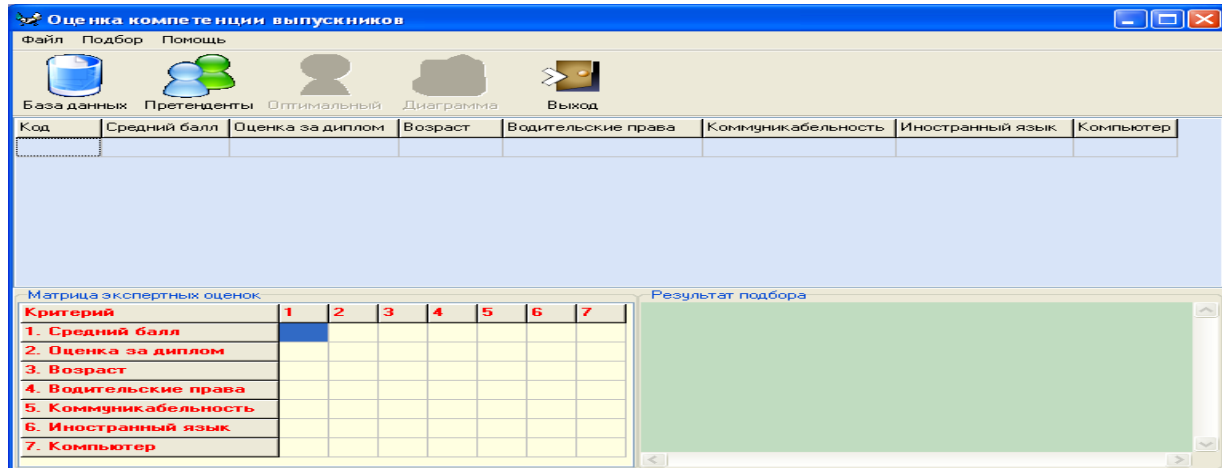 Оценка компетенции выпускников
Файл Подбор Помощь
База данных Претенденты Оптимальный Диаграмма Выход
Код Средний балл Оценка за диплом Возраст Водительские права Коммуникабельность Иностранный язык Компьютер
Матрица экспертных оценок Результат подбора
Критерий 1 2 3 4 5 6 7
1. Средний балл
2. Оценка за диплом
3. Возраст
4. Водительские права
5. Коммуникабельность
6. Иностранный язык
7. Компьютер